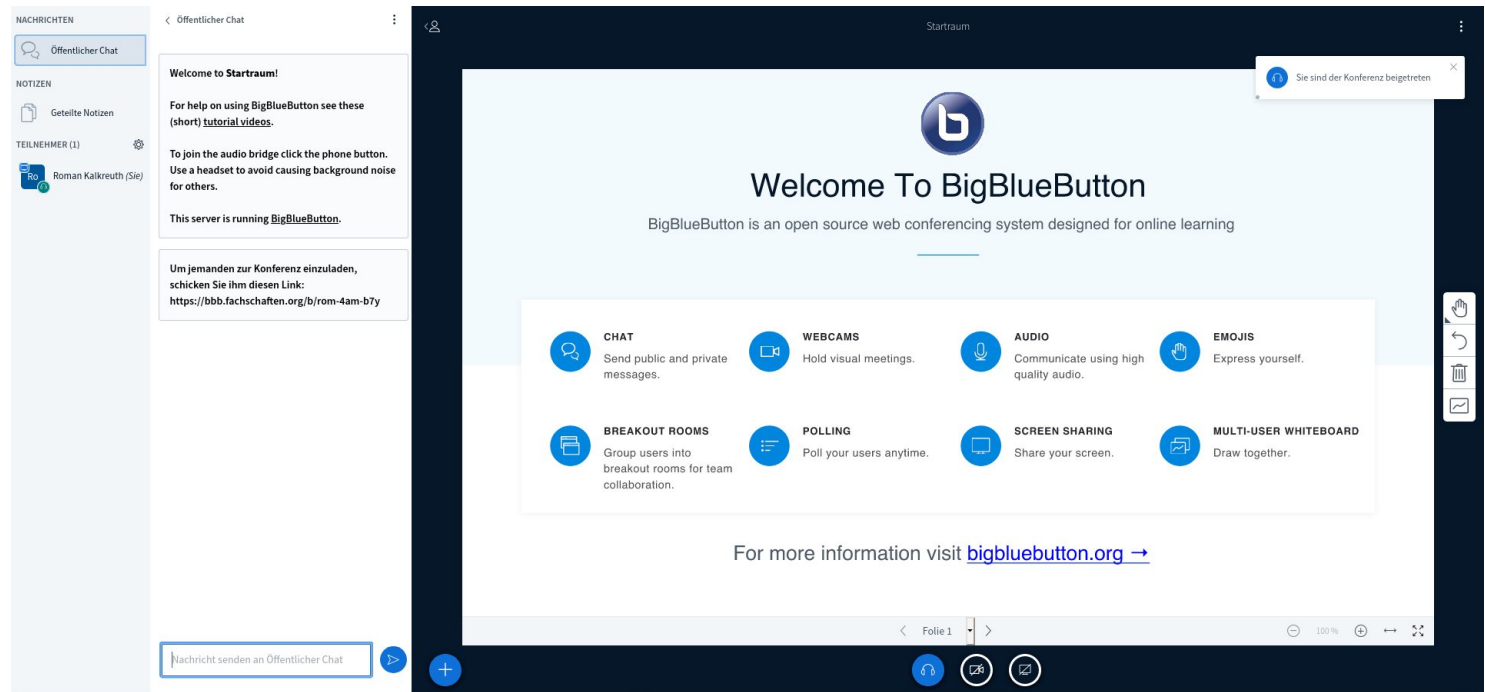 NACHRICHTEN
Öffentlicher Chat
NOTIZEN
Geteilte Notizen
TEILNEHMER (1)
Ro
Roman Kalkreuth (Sie)
Öffentlicher Chat
Welcome to Startraum!
For help on using BigBlueButton see these
(short) tutorial videos.
To join the audio bridge click the phone button.
Use a headset to avoid causing background noise
for others.
This server is running BigBlueButton.
Um jemanden zur Konferenz einzuladen,
schicken Sie ihm diesen Link:
https://bbb.fachschaften.org/b/rom-4am-b7y
Nachricht senden an Öffentlicher Chat
Startraum
Sie sind der Konferenz beigetreten
b
Welcome To BigBlueButton
BigBlueButton is an open source web conferencing system designed for online learning
CHAT
Send public and private
messages.
WEBCAMS
Hold visual meetings.
AUDIO
Communicate using high
quality audio.
EMOJIS
Express yourself.
BREAKOUT ROOMS
Group users into
breakout rooms for team
collaboration.
POLLING
Poll your users anytime.
SCREEN SHARING
Share your screen.
MULTI-USER WHITEBOARD
Draw together.
For more information visit bigbluebutton.org →
Folie 1
100 %